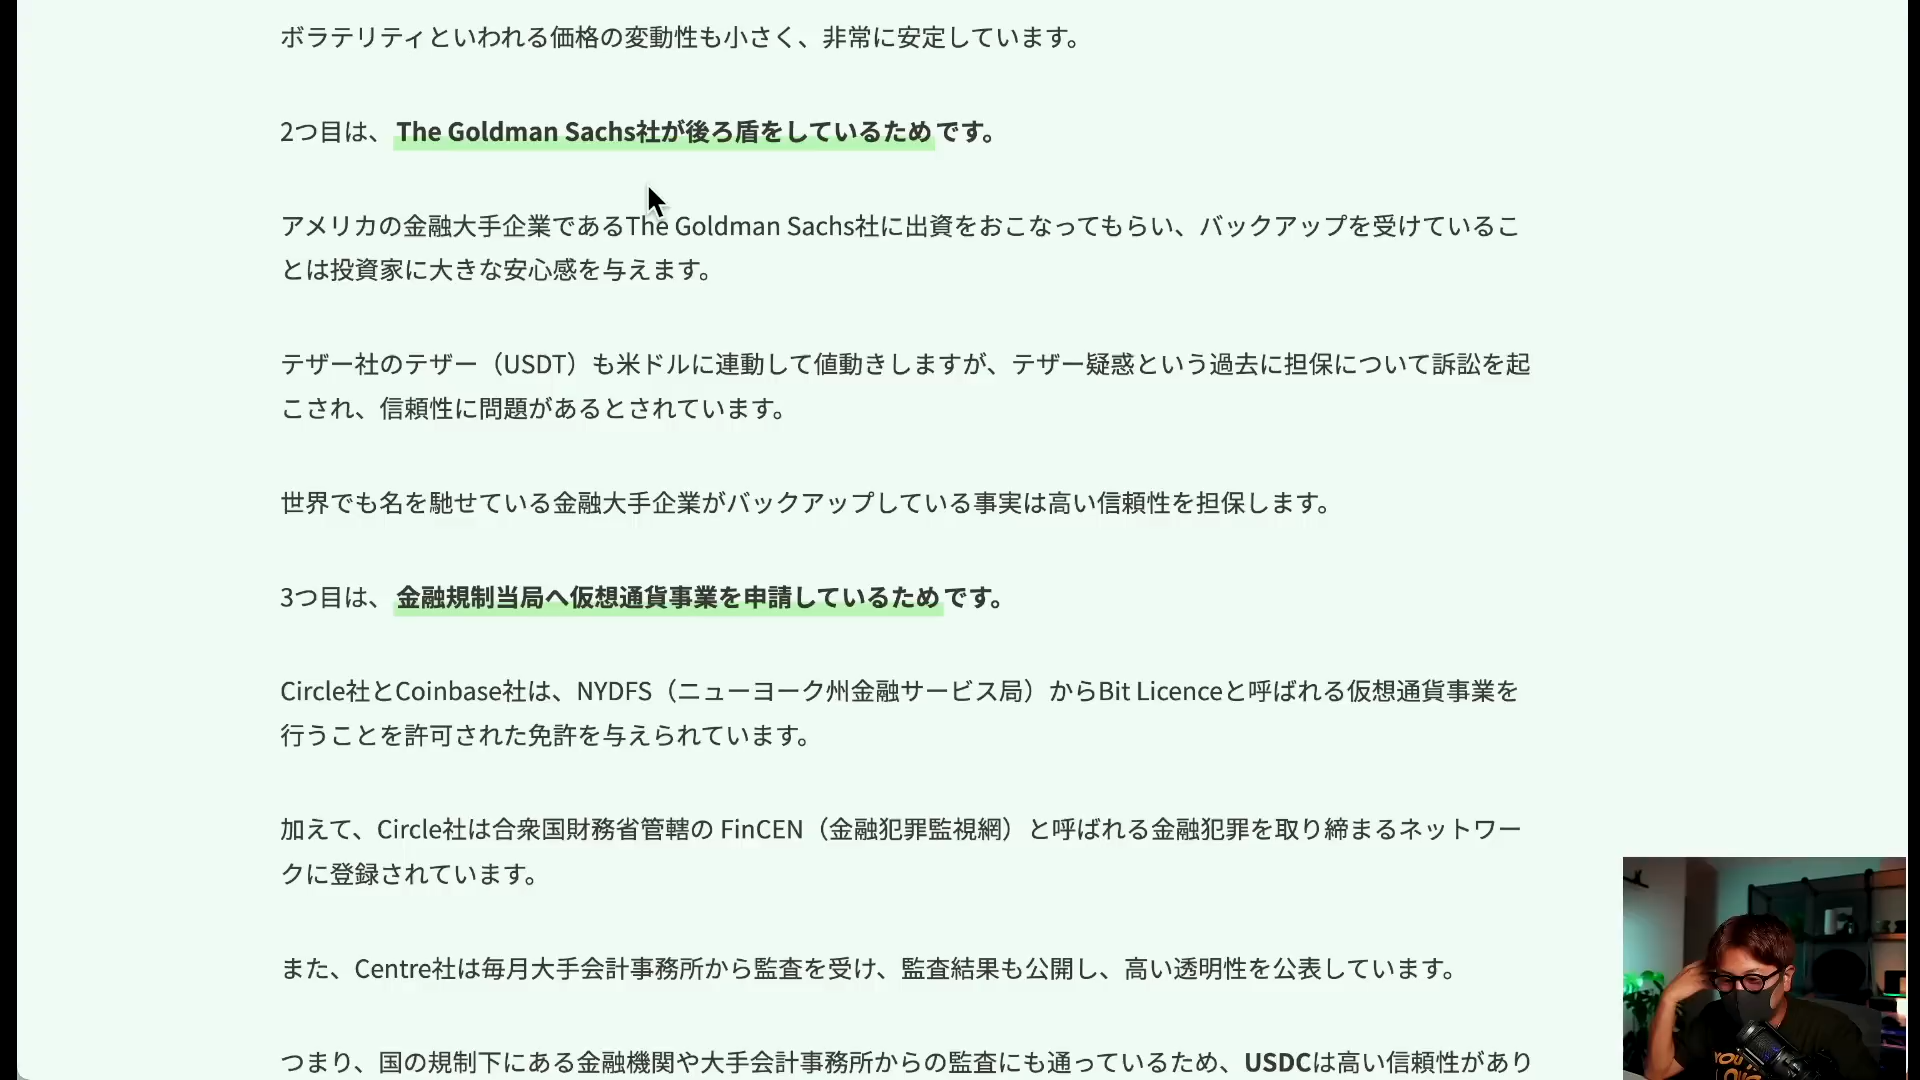 ボラテリティといわれる価格の変動性も小さく、非常に安定しています。
2つ目は、The Goldman Sachs社が後ろ盾をしているためです。
アメリカの金融大手企業であるThe Goldman Sachs社に出資をおこなってもらい、バックアップを受けているこ
とは投資家に大きな安心感を与えます。
テザー社のテザー（USDT）も米ドルに連動して値動きしますが、テザー疑惑という過去に担保について訴訟を起
こされ、信頼性に問題があるとされています。
世界でも名を馳せている金融大手企業がバックアップしている事実は高い信頼性を担保します。
3つ目は、金融規制当局へ仮想通貨事業を申請しているためです。
Circle社とCoinbase社は、NYDFS（ニューヨーク州金融サービス局）からBit Licenceと呼ばれる仮想通貨事業を
行うことを許可された免許を与えられています。
加えて、Circle社は合衆国財務省管轄の FinCEN（金融犯罪監視網）と呼ばれる金融犯罪を取り締まるネットワー
クに登録されています。
また、Centre社は毎月大手会計事務所から監査を受け、監査結果も公開し、高い透明性を公表しています。
つまり、国の規制下にある金融機関や大手会計事務所からの監査にも通っているため、USDCは高い信頼性があり